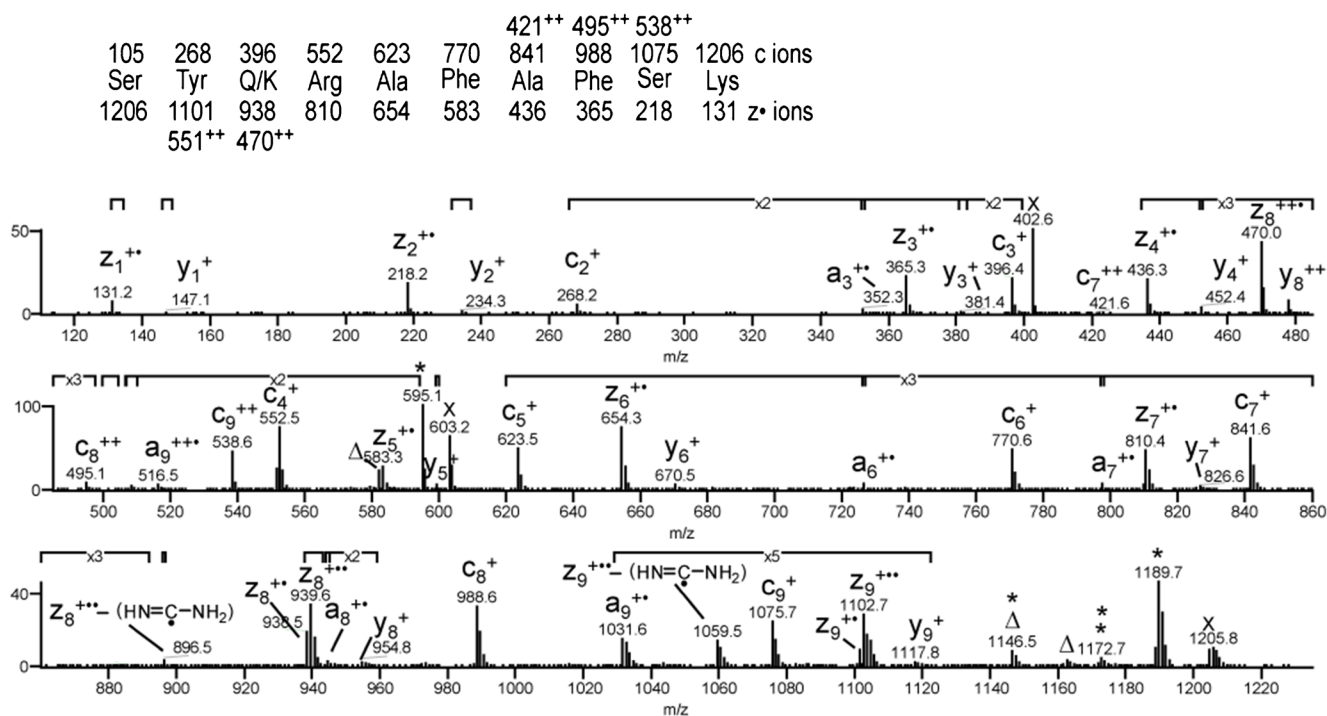 421⁺⁺ 495⁺⁺ 538⁺⁺
105 268 396 552 623 770 841 988 1075 1206 c ions
Ser Tyr Q/K Arg Ala Phe Ala Phe Ser Lys
1206 1101 938 810 654 583 436 365 218 131 z• ions
551⁺⁺ 470⁺⁺
x2 x2 x3
50
0
z₁⁺• 131.2
y₁⁺ 147.1
z₂⁺• 218.2
y₂⁺ 234.3
c₂⁺ 268.2
a₃⁺• 352.3
z₃⁺• 365.3
y₃⁺ 381.4
c₃⁺ 396.4
x 402.6
c₇⁺⁺ 421.6
z₄⁺• 436.3
y₄⁺ 452.4
z₈⁺⁺• 470.0
y₈⁺⁺
120 140 160 180 200 220 240 260 280 300 320 340 360 380 400 420 440 460 480
m/z
x3 x2 x3
100
0
c₈⁺⁺ 495.1
a₉⁺⁺• 516.5
c₉⁺⁺ 538.6
c₄⁺ 552.5
Δ
z₅⁺• 583.3
* 595.1
y₅⁺
x 603.2
c₅⁺ 623.5
z₆⁺• 654.3
y₆⁺ 670.5
a₆⁺•
c₆⁺ 770.6
a₇⁺•
z₇⁺• 810.4
y₇⁺ 826.6
c₇⁺ 841.6
500 520 540 560 580 600 620 640 660 680 700 720 740 760 780 800 820 840 860
m/z
x3 x2 x5
40
0
z₈⁺••– (HN=C–NH₂) • 896.5
z₈⁺• 938.5
z₈⁺•• 939.6
a₈⁺•
y₈⁺ 954.8
c₈⁺ 988.6
z₉⁺••– (HN=C–NH₂) • 1059.5
a₉⁺• 1031.6
c₉⁺ 1075.7
z₉⁺•
z₉⁺•• 1102.7
y₉⁺ 1117.8
* Δ 1146.5
Δ
* * 1172.7
* 1189.7
x 1205.8
880 900 920 940 960 980 1000 1020 1040 1060 1080 1100 1120 1140 1160 1180 1200 1220
m/z